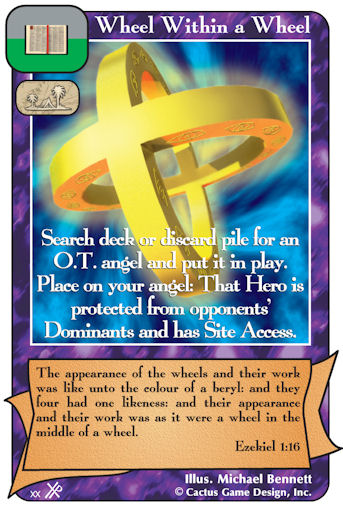 Wheel Within a Wheel
Search deck or discard pile for an
O.T. angel and put it in play.
Place on your angel: That Hero is
protected from opponents'
Dominants and has Site Access.
The appearance of the wheels and their work
was like unto the colour of a beryl: and they
four had one likeness: and their appearance
and their work was as it were a wheel in the
middle of a wheel.
Ezekiel 1:16
Illus. Michael Bennett
© Cactus Game Design, Inc.
XX